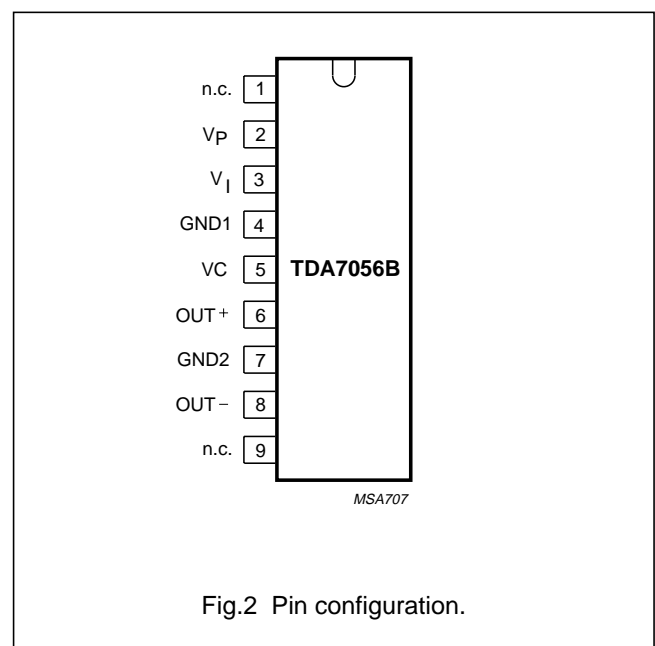 n.c. 1
VP 2
VI 3
GND1 4
VC 5 TDA7056B
OUT+ 6
GND2 7
OUT− 8
n.c. 9
MSA707
Fig.2 Pin configuration.